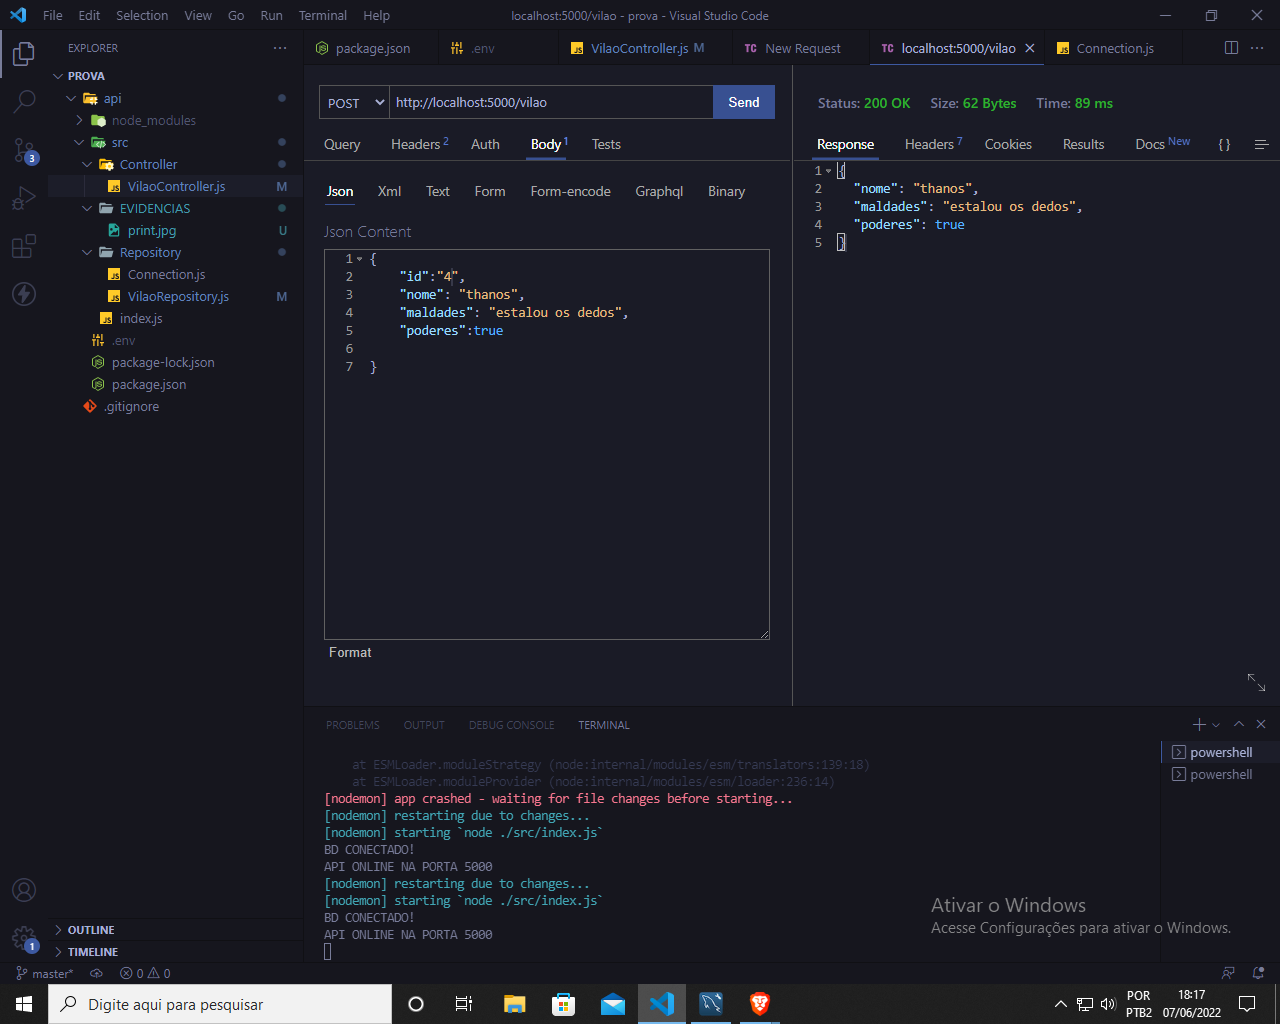 File Edit Selection View Go Run Terminal Help
localhost:5000/vilao - prova - Visual Studio Code
EXPLORER
PROVA
api
node_modules
src
Controller
VilaoController.js M
EVIDENCIAS
print.jpg U
Repository
Connection.js
VilaoRepository.js M
index.js
.env
package-lock.json
package.json
.gitignore
OUTLINE
TIMELINE
3
1
package.json
.env
VilaoController.js M
TC New Request
TC localhost:5000/vilao
Connection.js
POST http://localhost:5000/vilao Send
Query Headers 2 Auth Body 1 Tests
Json Xml Text Form Form-encode Graphql Binary
Json Content
1 {
2 "id":"4",
3 "nome": "thanos",
4 "maldades": "estalou os dedos",
5 "poderes":true
6
7 }
Format
Status: 200 OK Size: 62 Bytes Time: 89 ms
Response Headers 7 Cookies Results Docs New { }
1 {
2 "nome": "thanos",
3 "maldades": "estalou os dedos",
4 "poderes": true
5 }
PROBLEMS OUTPUT DEBUG CONSOLE TERMINAL
at ESMLoader.moduleStrategy (node:internal/modules/esm/translators:139:18)
at ESMLoader.moduleProvider (node:internal/modules/esm/loader:236:14)
[nodemon] app crashed - waiting for file changes before starting...
[nodemon] restarting due to changes...
[nodemon] starting `node ./src/index.js`
BD CONECTADO!
API ONLINE NA PORTA 5000
[nodemon] restarting due to changes...
[nodemon] starting `node ./src/index.js`
BD CONECTADO!
API ONLINE NA PORTA 5000
powershell
powershell
Ativar o Windows
Acesse Configurações para ativar o Windows.
master* 0 0
Digite aqui para pesquisar
POR
PTB2
18:17
07/06/2022